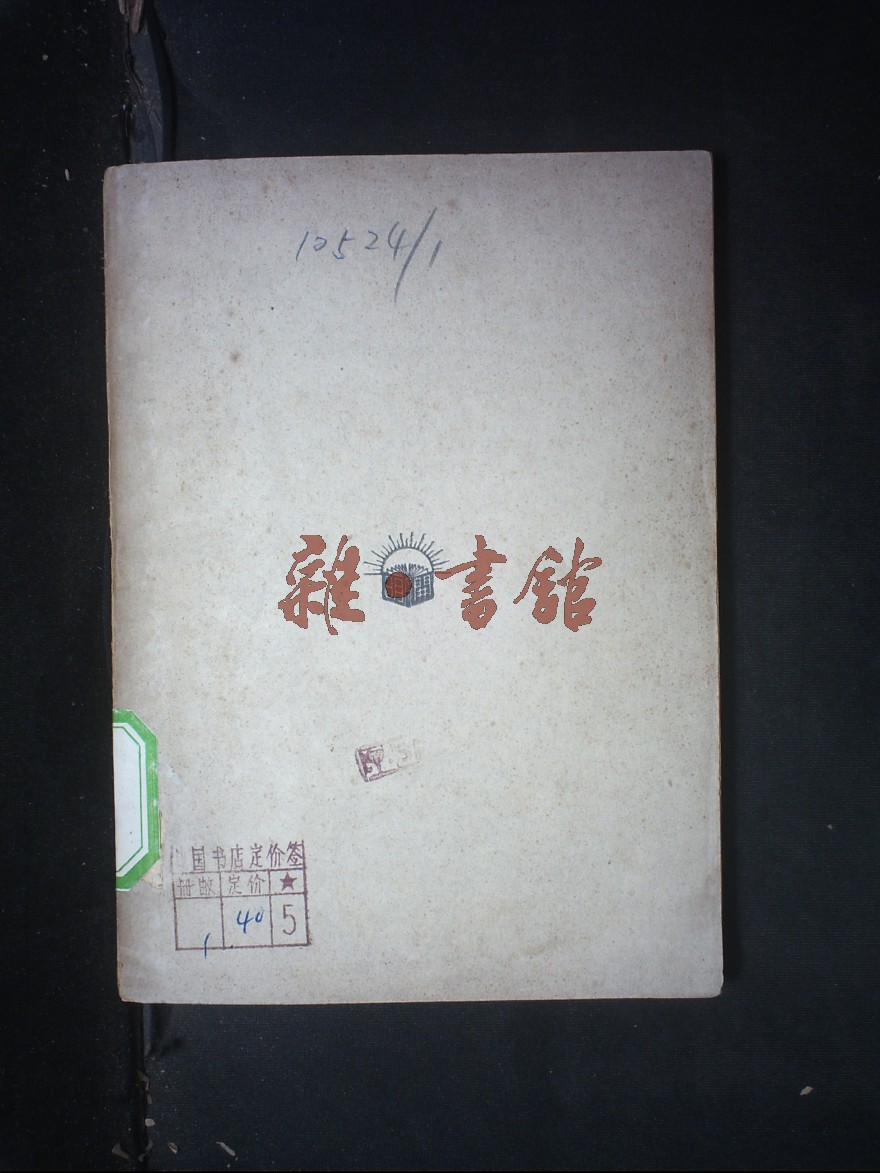 10524/1
雜書館
国书店定价签
册数 定价 ★
1 40 5